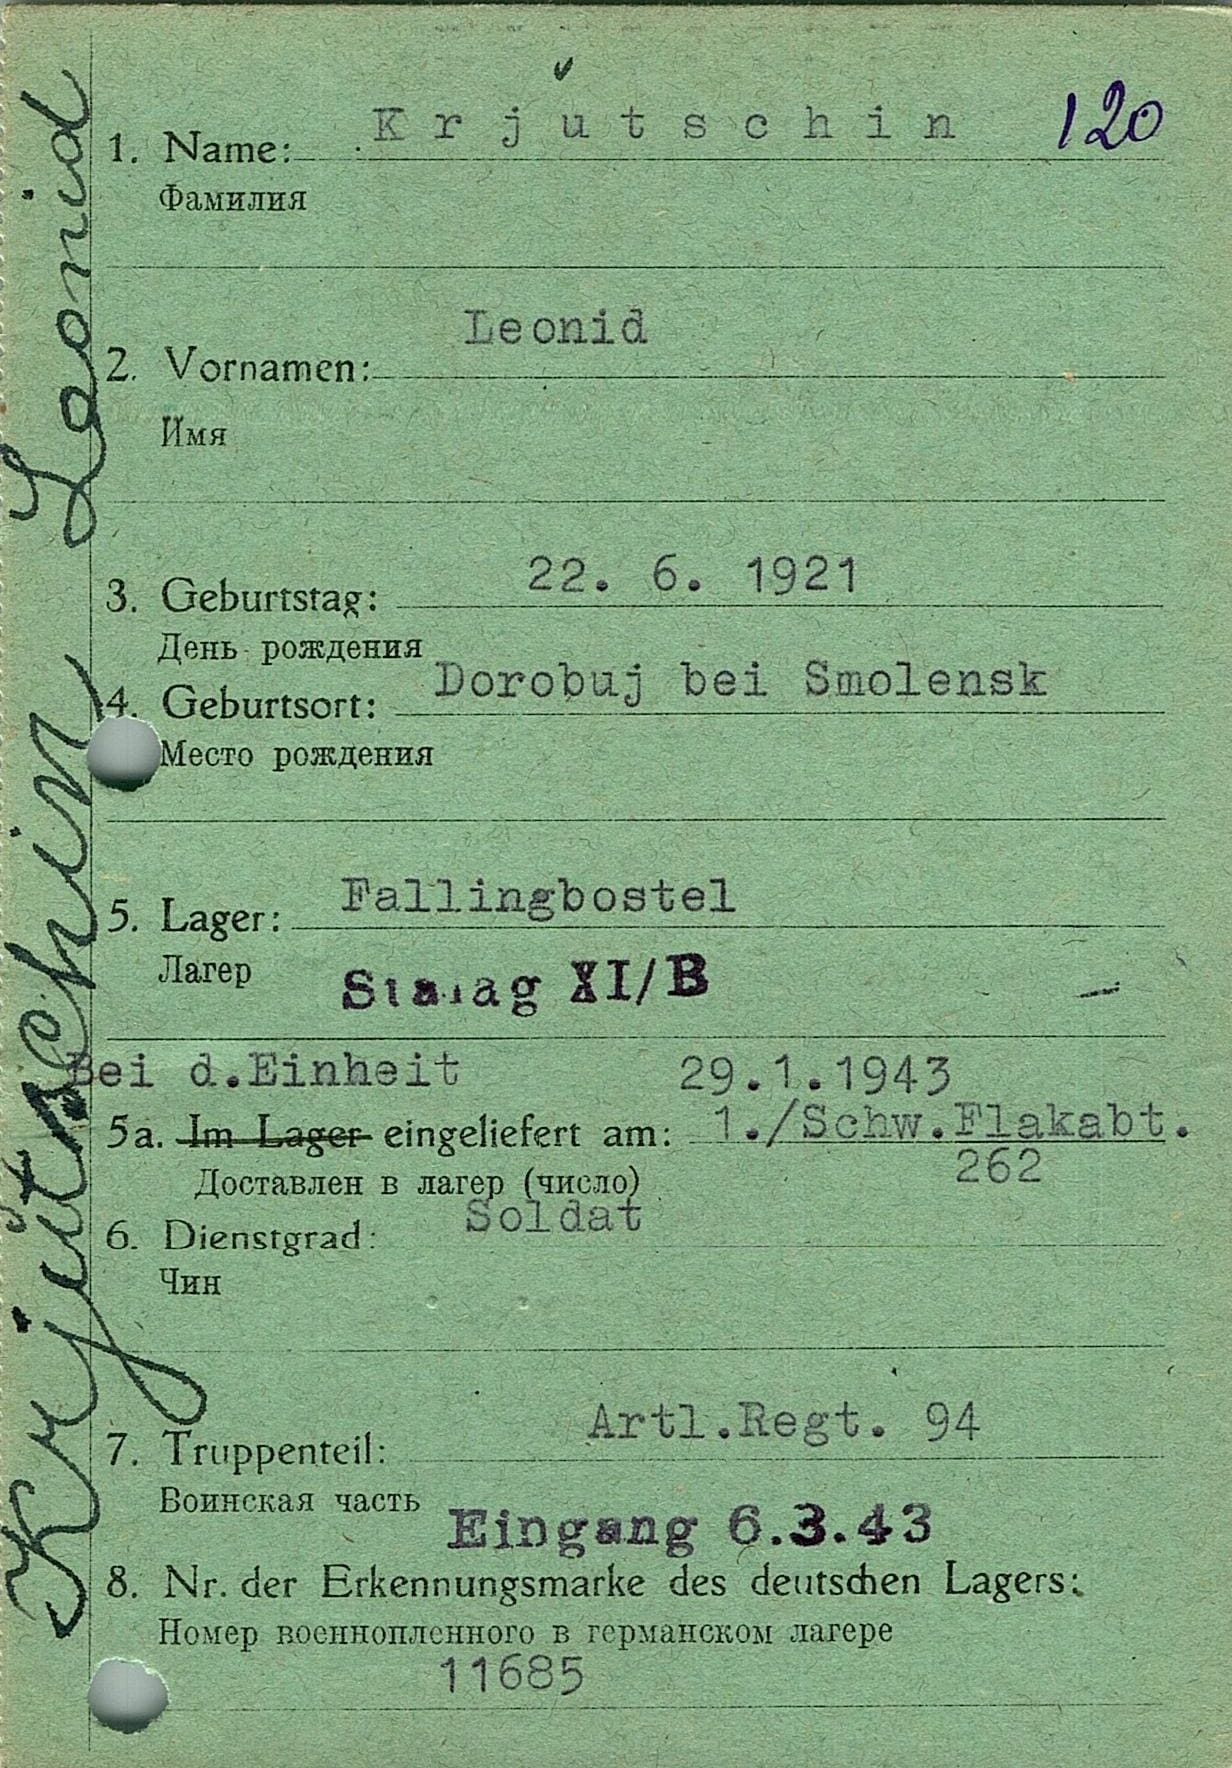 120
K r j u t s c h i n
1. Name:
Фамилия
Leonid
2. Vornamen:
Имя
22. 6. 1921
3. Geburtstag:
День рождения
Dorobuj bei Smolensk
4. Geburtsort:
Место рождения
Fallingbostel
5. Lager:
Лагер
Stalag XI/B
Bei d.Einheit 29.1.1943
5a. Im Lager eingeliefert am: 1./Schw.Flakabt.
262
Доставлен в лагер (число)
Soldat
6. Dienstgrad:
Чин
Artl.Regt. 94
7. Truppenteil:
Воинская часть
Eingang 6.3.43
8. Nr. der Erkennungsmarke des deutschen Lagers:
Номер военнопленного в германском лагере
11685
Krjutschin Leonid